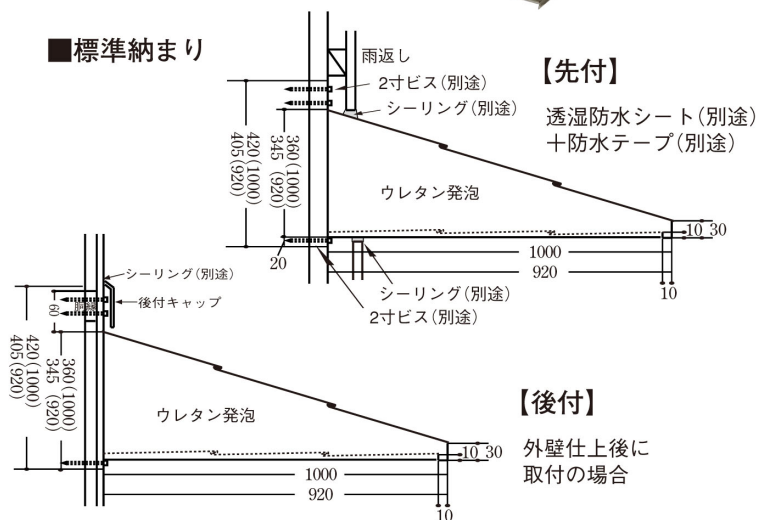 ■標準納まり
雨返し
2寸ビス(別途)
シーリング(別途)
【先付】
透湿防水シート(別途)
＋防水テープ(別途)
420(1000)
405(920)
360(1000)
345 (920)
ウレタン発泡
10 30
1000
920
10
20
シーリング(別途)
2寸ビス(別途)
シーリング(別途)
後付キャップ
胴縁
60
420(1000)
405(920)
360(1000)
345 (920)
ウレタン発泡
10 30
1000
920
10
【後付】
外壁仕上後に
取付の場合